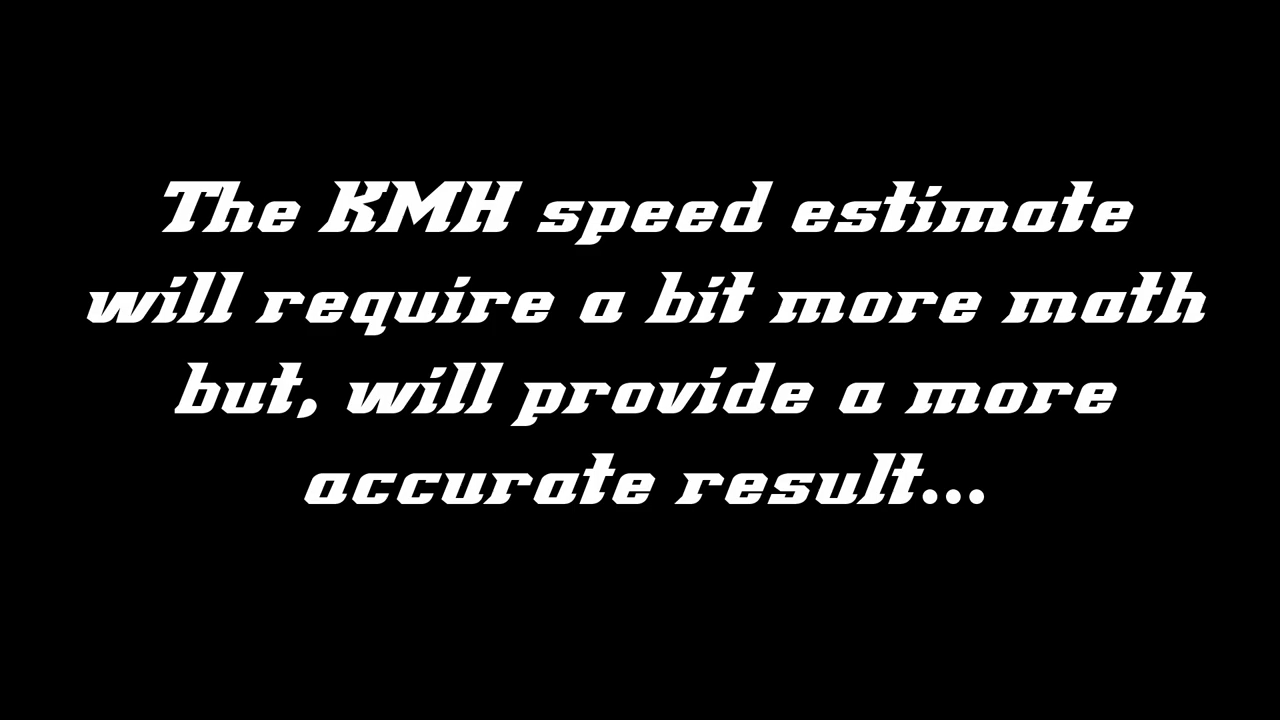 The KMH speed estimate
will require a bit more math
but, will provide a more
accurate result...